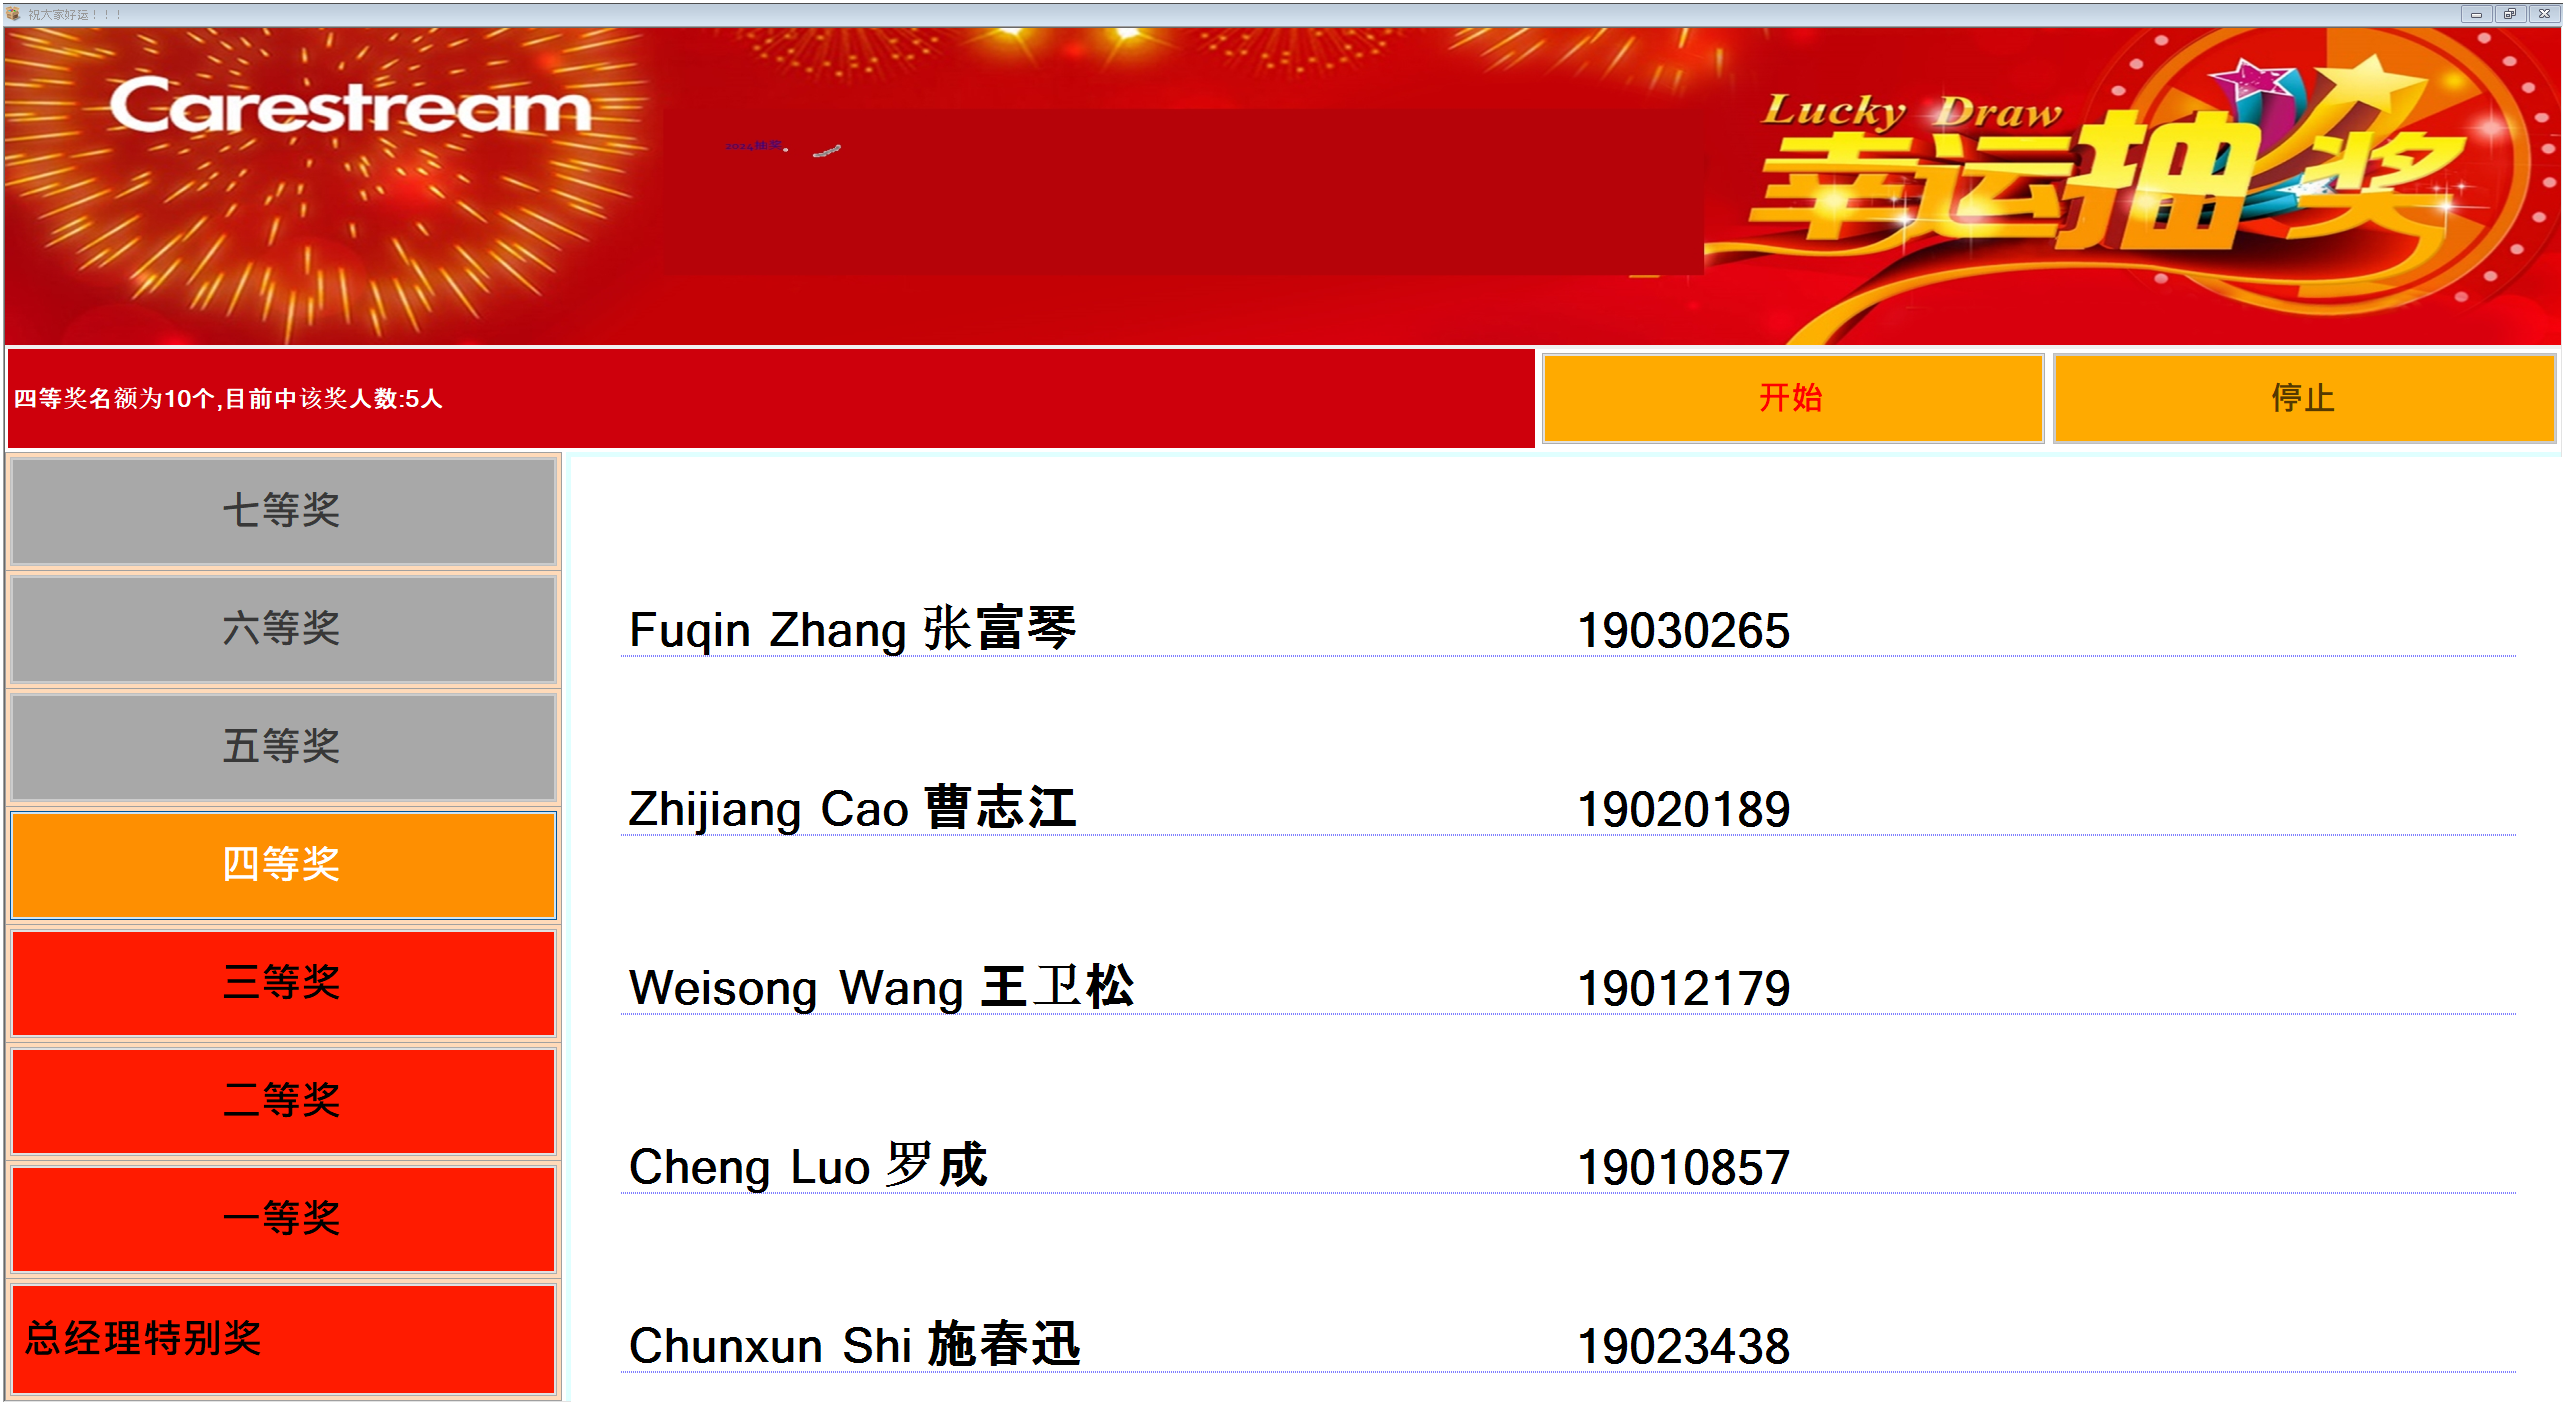 祝大家好运！！！
Carestream
2024抽奖
Lucky Draw
幸运抽奖
四等奖名额为10个,目前中该奖人数:5人
开始
停止
七等奖
六等奖
五等奖
四等奖
三等奖
二等奖
一等奖
总经理特别奖
Fuqin Zhang 张富琴 19030265
Zhijiang Cao 曹志江 19020189
Weisong Wang 王卫松 19012179
Cheng Luo 罗成 19010857
Chunxun Shi 施春迅 19023438